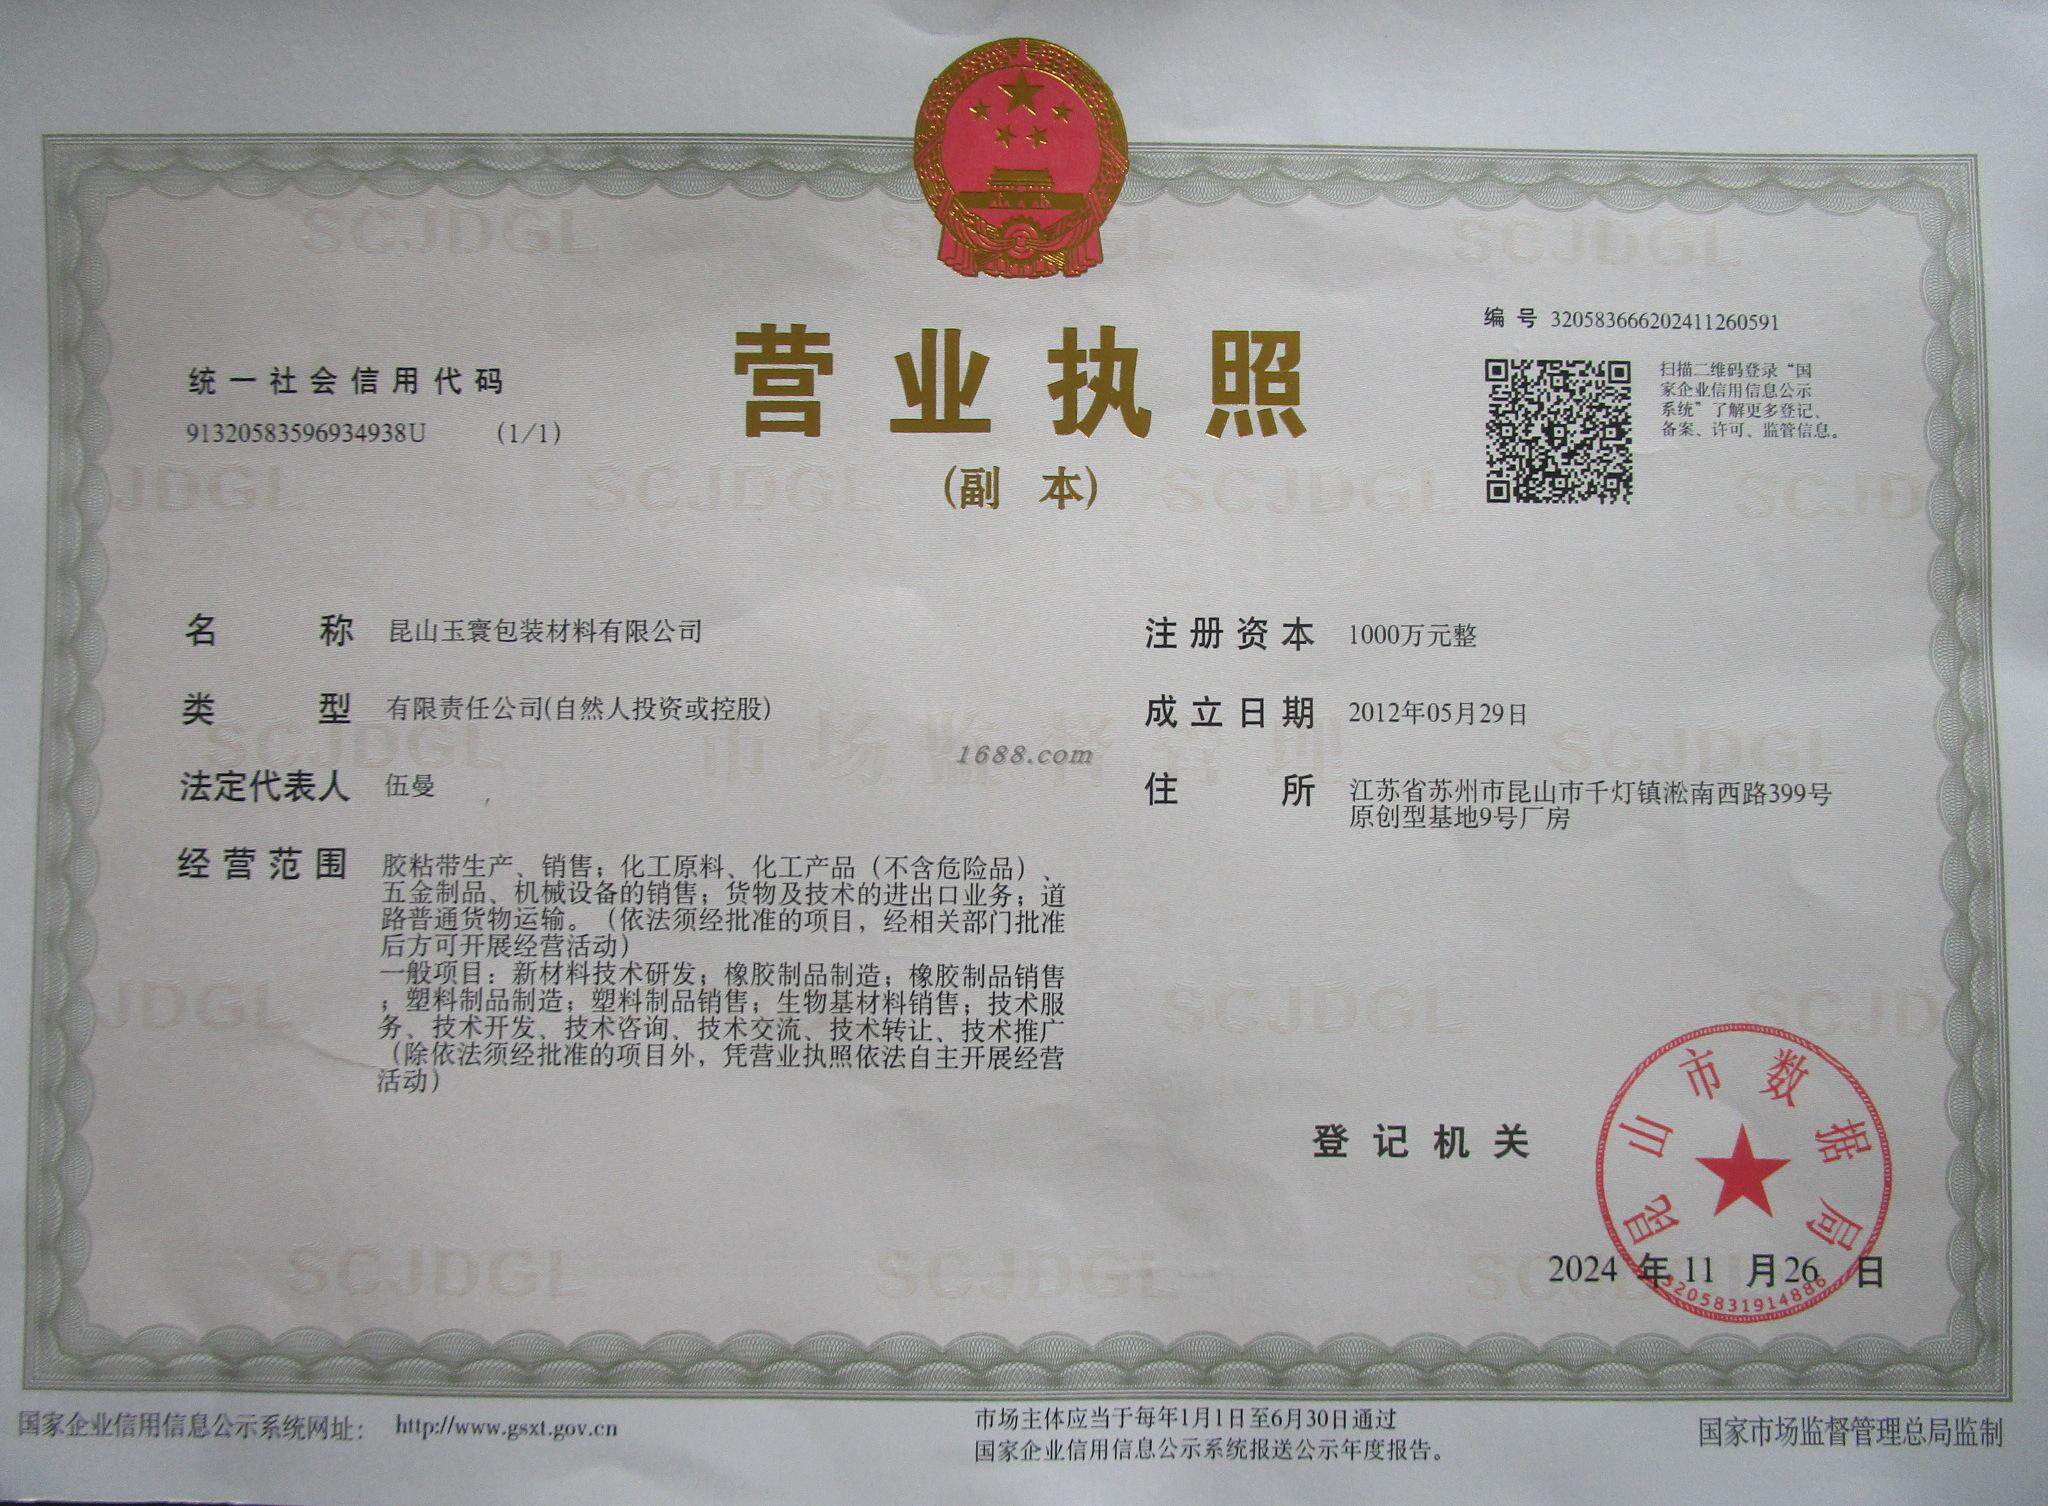 编号 320583666202411260591
统一社会信用代码
91320583596934938U (1/1)
营业执照
(副 本)
扫描二维码登录“国
家企业信用信息公示
系统”了解更多登记、
备案、许可、监管信息。
名称 昆山玉寰包装材料有限公司
类型 有限责任公司(自然人投资或控股)
法定代表人 伍曼
经营范围 胶粘带生产、销售；化工原料、化工产品（不含危险品）、
五金制品、机械设备的销售；货物及技术的进出口业务；道
路普通货物运输。（依法须经批准的项目，经相关部门批准
后方可开展经营活动）
一般项目：新材料技术研发；橡胶制品制造；橡胶制品销售
；塑料制品制造；塑料制品销售；生物基材料销售；技术服
务、技术开发、技术咨询、技术交流、技术转让、技术推广
（除依法须经批准的项目外，凭营业执照依法自主开展经营
活动）
注册资本 1000万元整
成立日期 2012年05月29日
住所 江苏省苏州市昆山市千灯镇淞南西路399号
原创型基地9号厂房
1688.com
SCJDGL
市场监督管理
登记机关
昆山市数据局
3205831914886
2024 年 11 月 26 日
国家企业信用信息公示系统网址： http://www.gsxt.gov.cn
市场主体应当于每年1月1日至6月30日通过
国家企业信用信息公示系统报送公示年度报告。
国家市场监督管理总局监制